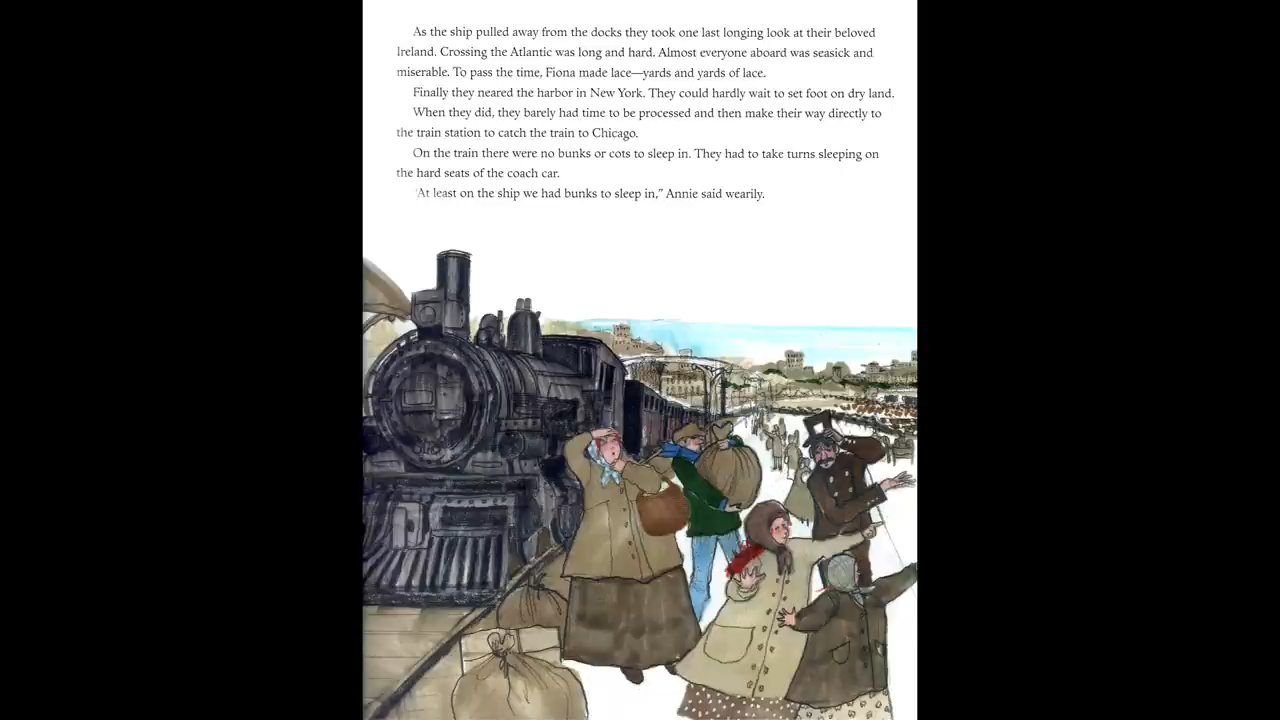 As the ship pulled away from the docks they took one last longing look at their beloved
Ireland. Crossing the Atlantic was long and hard. Almost everyone aboard was seasick and
miserable. To pass the time, Fiona made lace—yards and yards of lace.
Finally they neared the harbor in New York. They could hardly wait to set foot on dry land.
When they did, they barely had time to be processed and then make their way directly to
the train station to catch the train to Chicago.
On the train there were no bunks or cots to sleep in. They had to take turns sleeping on
the hard seats of the coach car.
'At least on the ship we had bunks to sleep in,” Annie said wearily.